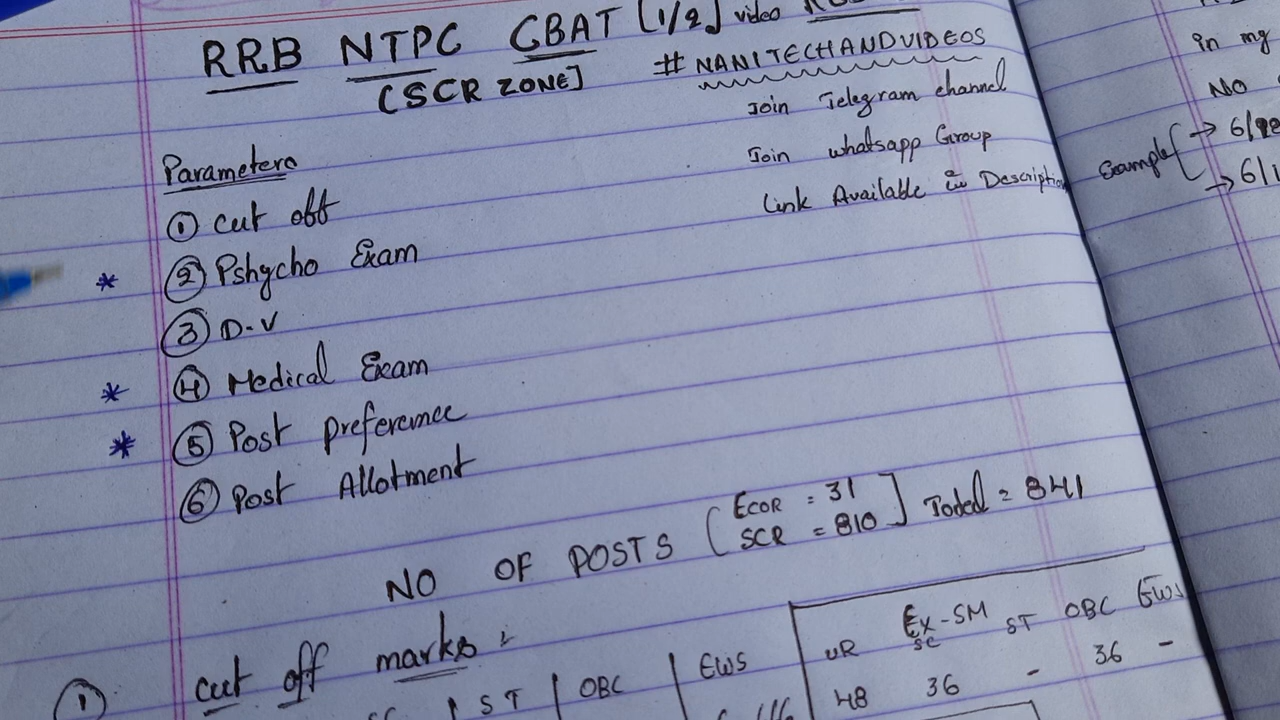 RRB NTPC CBAT [1/2] video
(SCR ZONE]
# NANITECHANDVIDEOS
Join Telegram channel
Join whatsapp Group
Link Available in Description
Parameters
① cut off
* ② Pshycho Exam
③ D-V
* ④ Medical Exam
* ⑤ Post preference
⑥ Post Allotment
NO OF POSTS ( ECOR = 31
SCR = 810 ] Total = 841
① cut off marks :
ST | OBC | EWS
Ex-SM
UR SC ST OBC EWS
48 36 - 36 -
in my
NO
Example { → 6/
→ 6/1